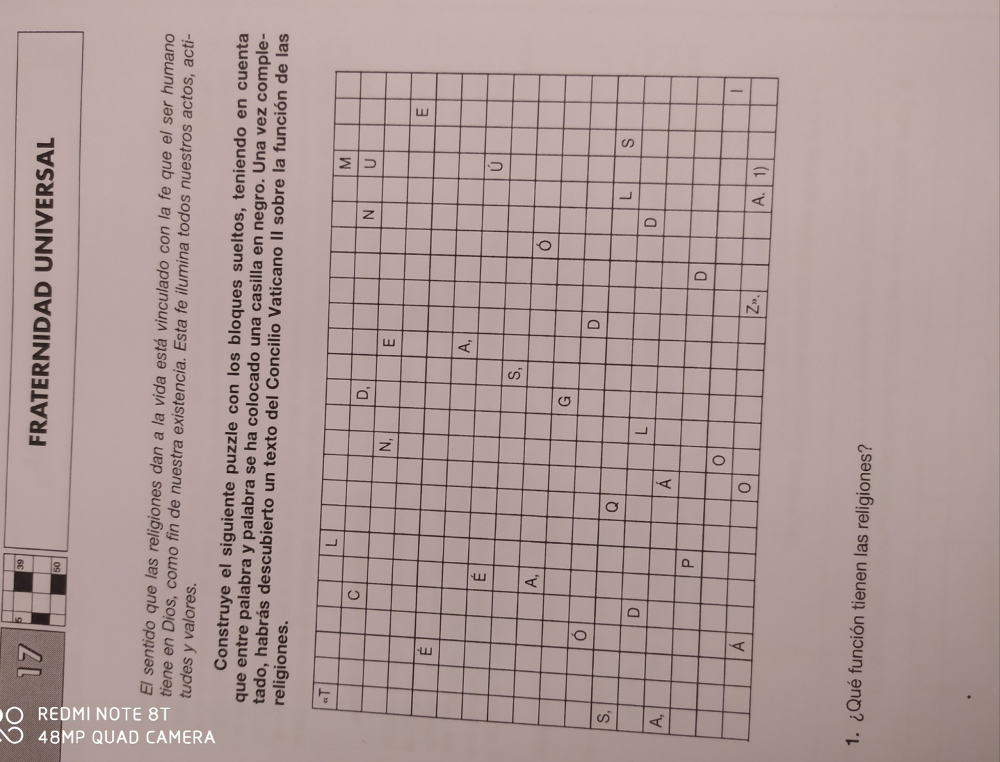 REDMI NOTE 8T
48MP QUAD CAMERA
17
5 39
50
FRATERNIDAD UNIVERSAL
El sentido que las religiones dan a la vida está vinculado con la fe que el ser humano
tiene en Dios, como fin de nuestra existencia. Esta fe ilumina todos nuestros actos, acti-
tudes y valores.
Construye el siguiente puzzle con los bloques sueltos, teniendo en cuenta
que entre palabra y palabra se ha colocado una casilla en negro. Una vez comple-
tado, habrás descubierto un texto del Concilio Vaticano II sobre la función de las
religiones.
«T L M
C D, N U
N, E
E
É
A,
É Ú
S,
A, Ó
G
Ó D
S, Q L S
D L D
A, Á
P D
O I
Á O Z». A. 1)
1. ¿Qué función tienen las religiones?